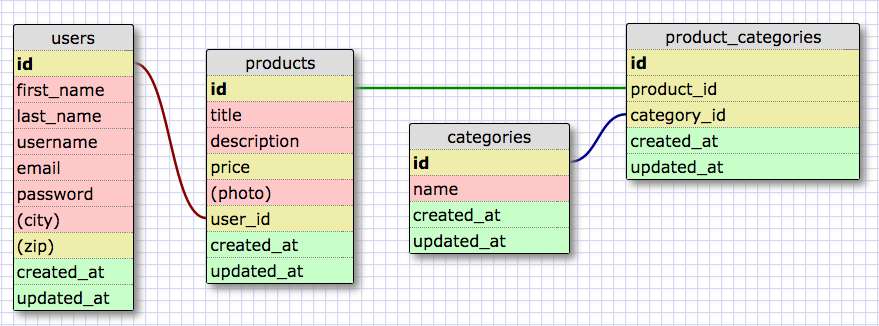 users
id
first_name
last_name
username
email
password
(city)
(zip)
created_at
updated_at
products
id
title
description
price
(photo)
user_id
created_at
updated_at
categories
id
name
created_at
updated_at
product_categories
id
product_id
category_id
created_at
updated_at